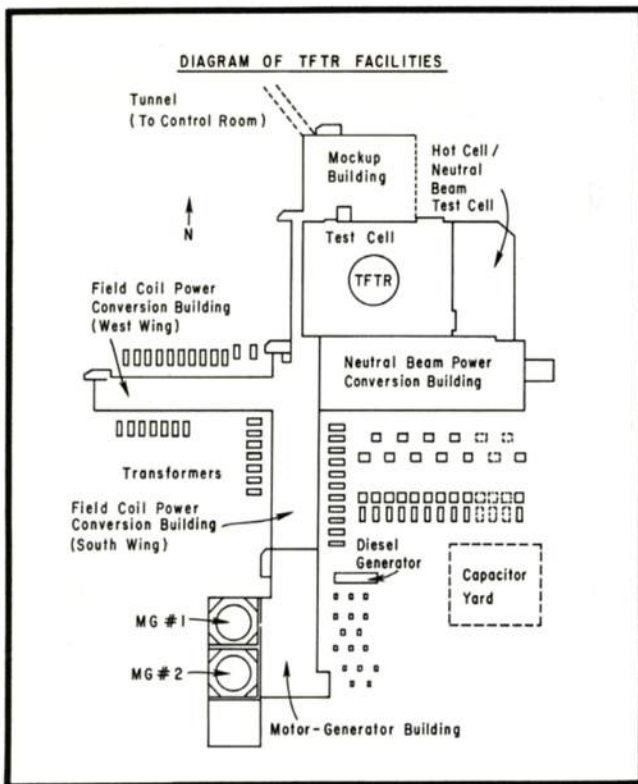 DIAGRAM OF TFTR FACILITIES
Tunnel
(To Control Room)
Mockup
Building
Hot Cell/
Neutral
Beam
Test Cell
N
Test Cell
TFTR
Field Coil Power
Conversion Building
(West Wing)
Neutral Beam Power
Conversion Building
Transformers
Field Coil Power
Conversion Building
(South Wing)
Diesel
Generator
Capacitor
Yard
MG #1
MG #2
Motor-Generator Building